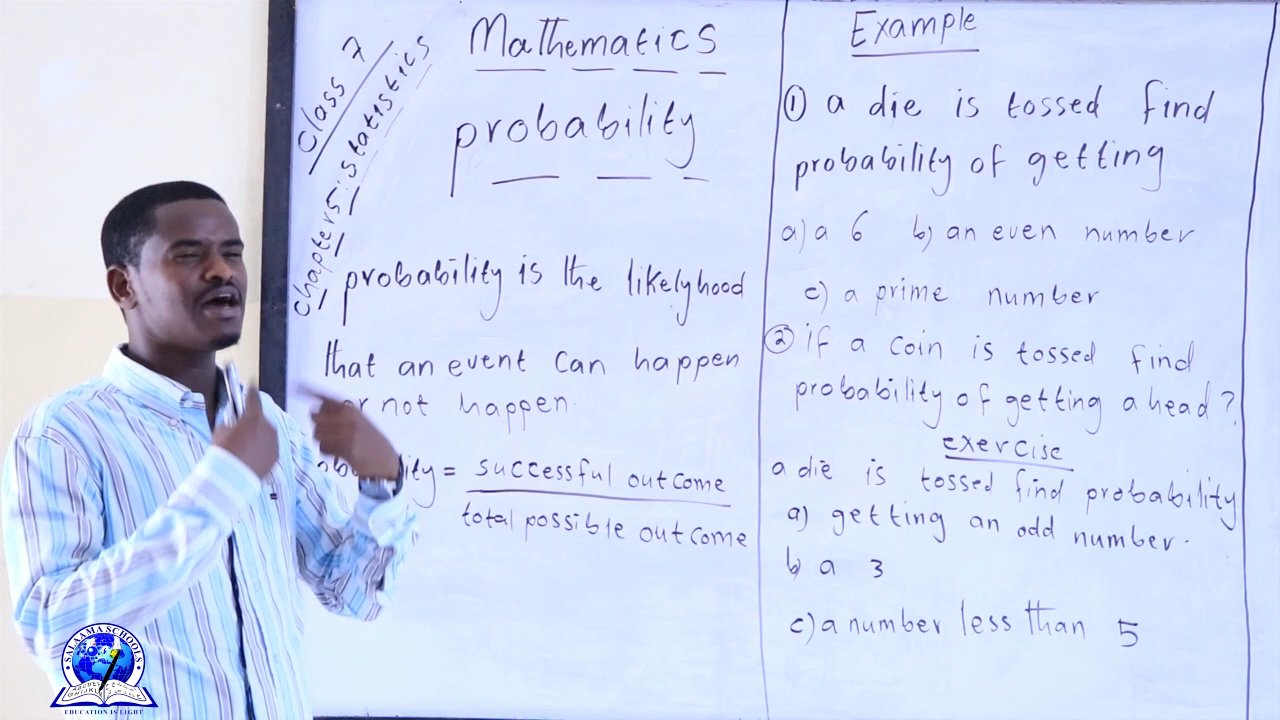 Class 7
chapters: statistics
Mathematics
probability
probability is the likelyhood
that an event can happen
or not happen.
= successful outcome
total possible outcome
Example
① a die is tossed find
probability of getting
a) a 6 b) an even number
c) a prime number
② if a coin is tossed find
probability of getting a head?
exercise
a die is tossed find probability
a) getting an odd number.
b) a 3
c) a number less than 5
SALAAMA SCHOOLS
EDUCATION IS LIGHT